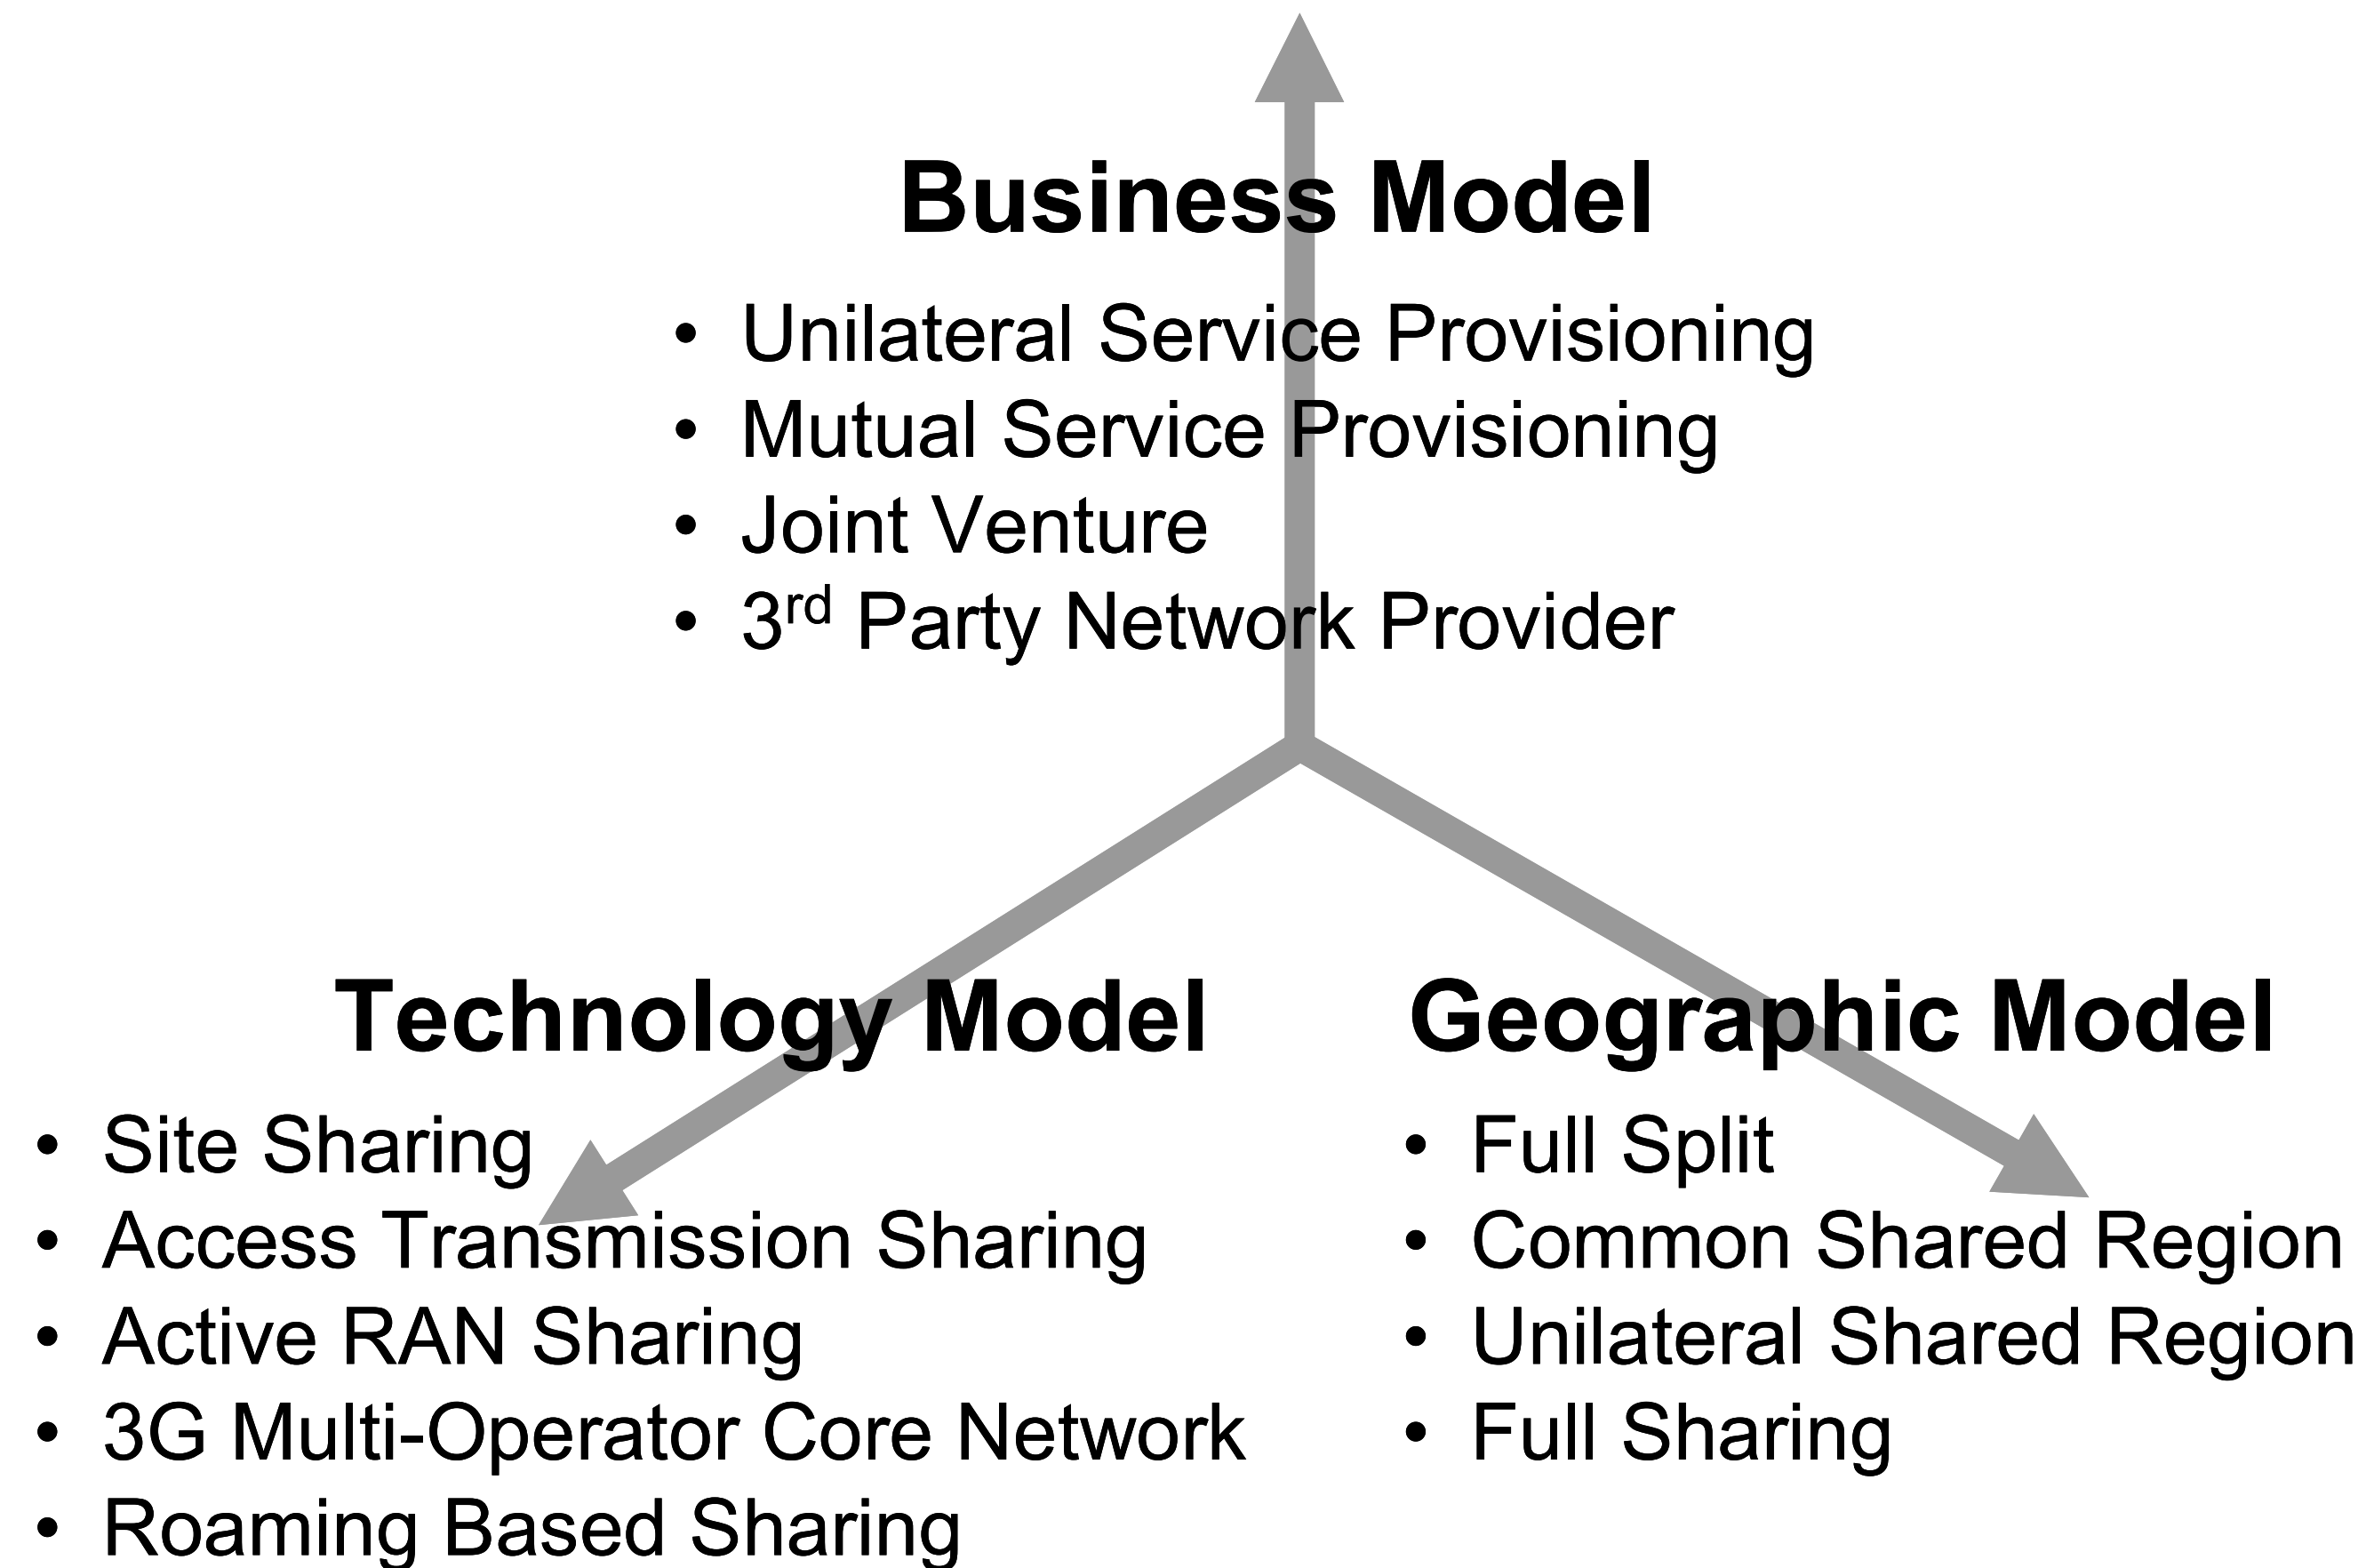 Business Model
• Unilateral Service Provisioning
• Mutual Service Provisioning
• Joint Venture
• 3rd Party Network Provider
Technology Model
• Site Sharing
• Access Transmission Sharing
• Active RAN Sharing
• 3G Multi-Operator Core Network
• Roaming Based Sharing
Geographic Model
• Full Split
• Common Shared Region
• Unilateral Shared Region
• Full Sharing